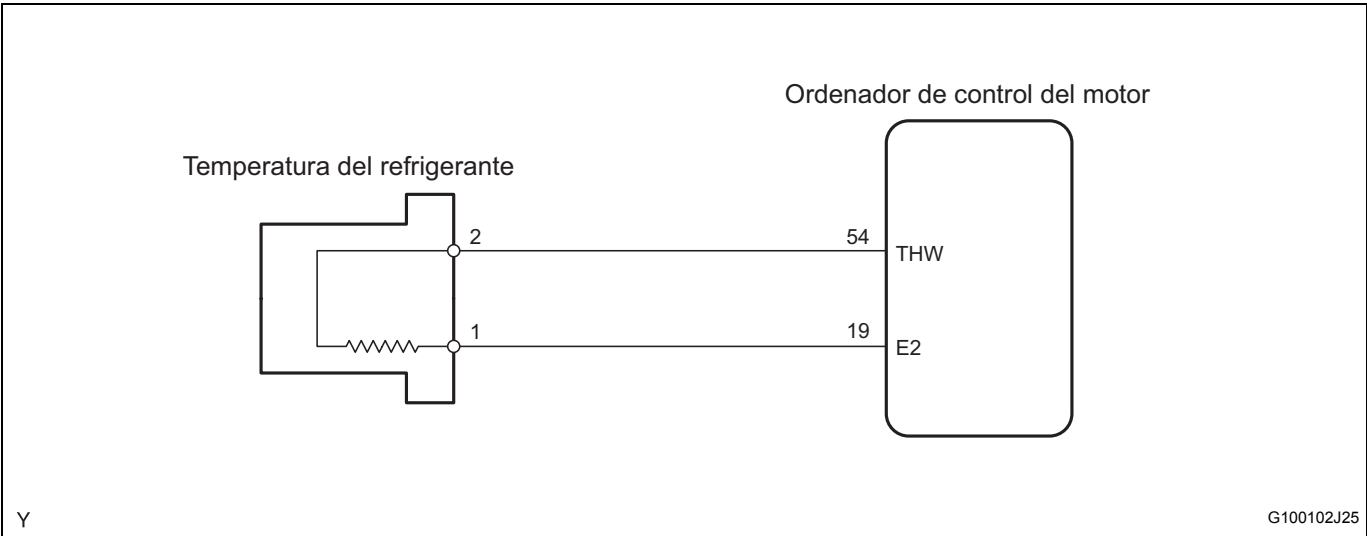 Ordenador de control del motor
Temperatura del refrigerante
2
54
THW
1
19
E2
Y
G100102J25